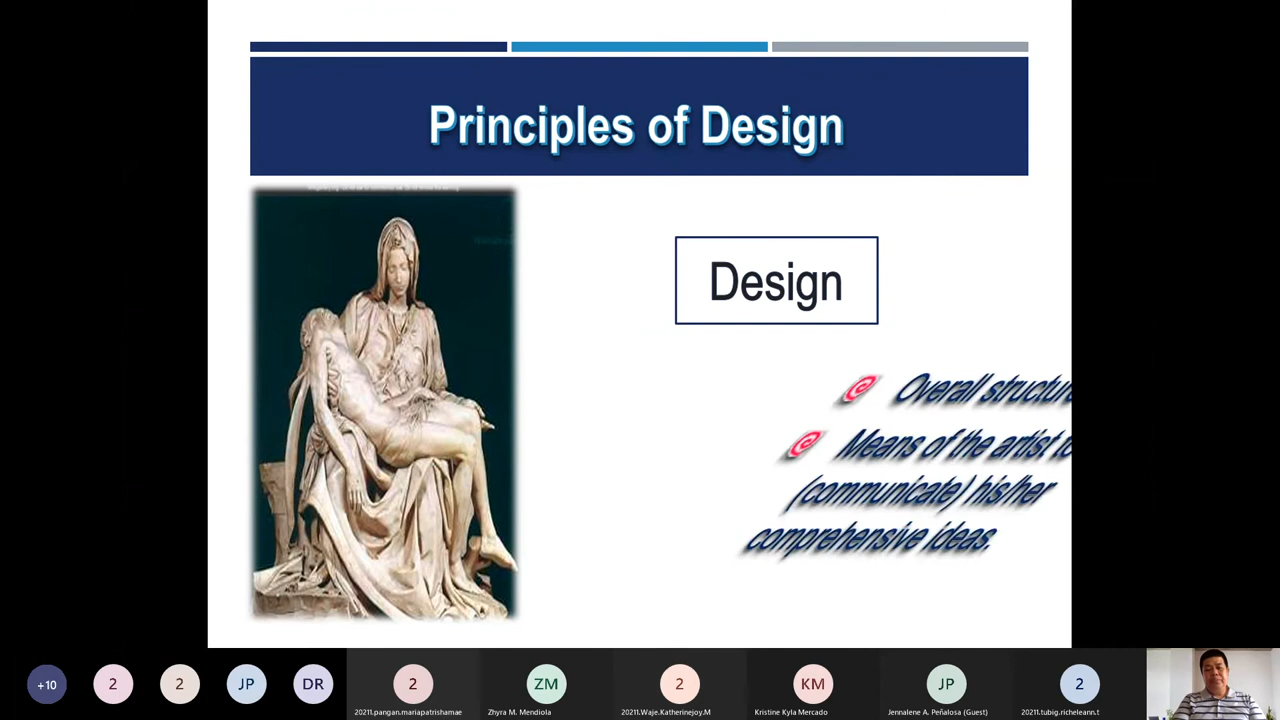 Principles of Design
Design
Overall structure
Means of the artist to
(communicate) his/her
comprehensive ideas.
+10
2
2
JP
DR
2
ZM
2
KM
JP
2
20211.pangan.mariapatrishamae
Zhyra M. Mendiola
20211.Waje.Katherinejoy.M
Kristine Kyla Mercado
Jennalene A. Peñalosa (Guest)
20211.tubig.richeleann.t